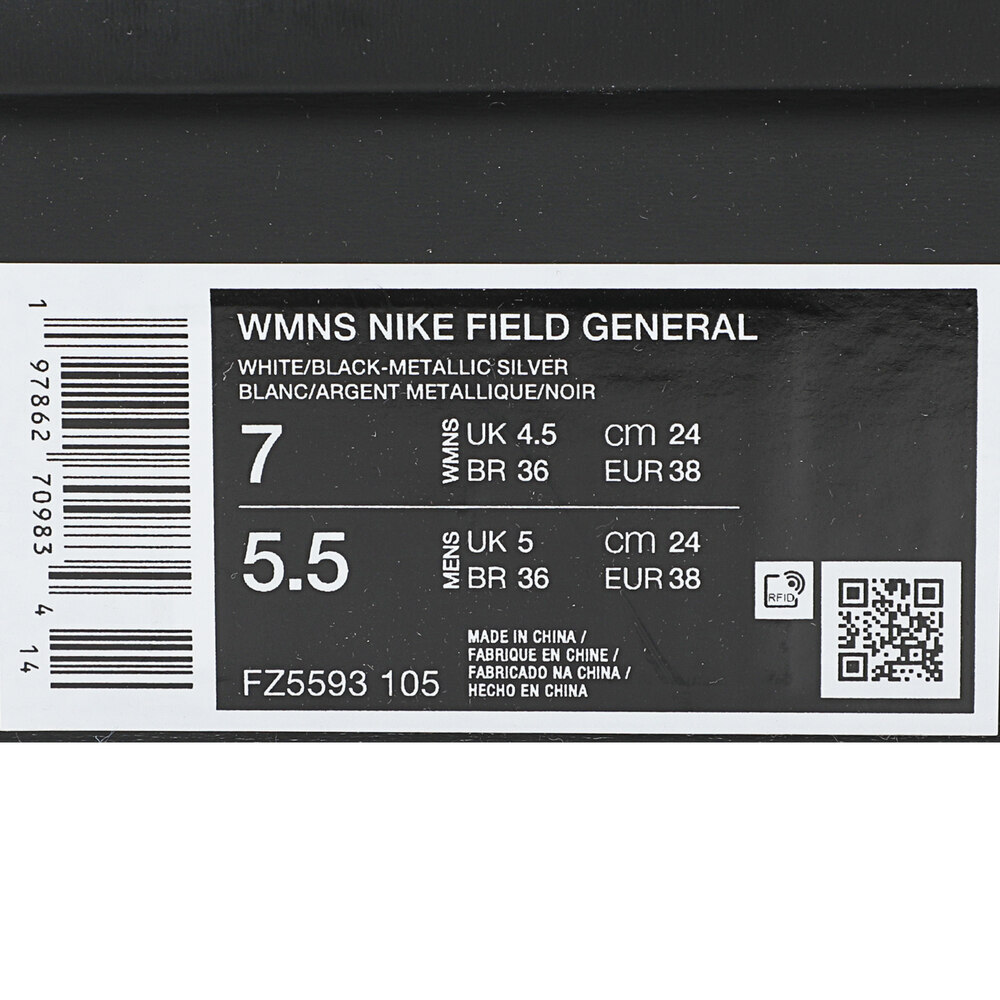 WMNS NIKE FIELD GENERAL
WHITE/BLACK-METALLIC SILVER
BLANC/ARGENT METALLIQUE/NOIR
7 WMNS UK 4.5 cm 24
BR 36 EUR 38
5.5 MENS UK 5 cm 24
BR 36 EUR 38
FZ5593 105
MADE IN CHINA /
FABRIQUE EN CHINE /
FABRICADO NA CHINA /
HECHO EN CHINA
RFID
1 97862 70983 4 14